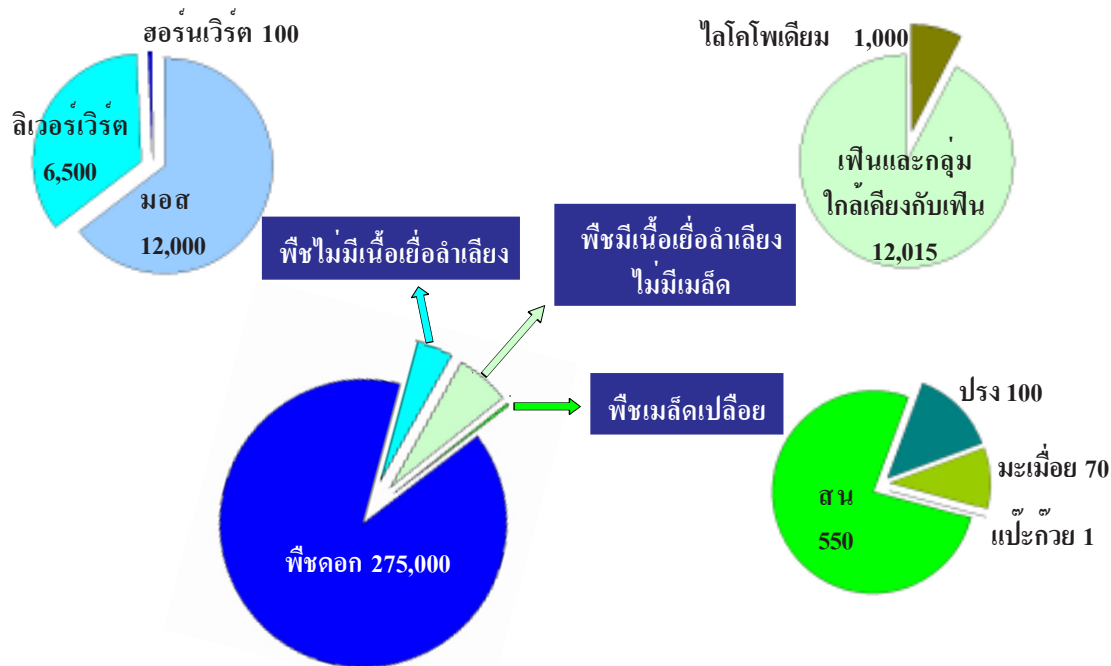 ฮอร์นเวิร์ต 100
ลิเวอร์เวิร์ต
6,500
มอส
12,000
ไลโคโพเดียม 1,000
เฟินและกลุ่ม
ใกล้เคียงกับเฟิน
12,015
พืชไม่มีเนื้อเยื่อลำเลียง
พืชมีเนื้อเยื่อลำเลียง
ไม่มีเมล็ด
พืชเมล็ดเปลือย
พืชดอก 275,000
ปรง 100
มะเมื่อย 70
แป๊ะก๊วย 1
สน
550